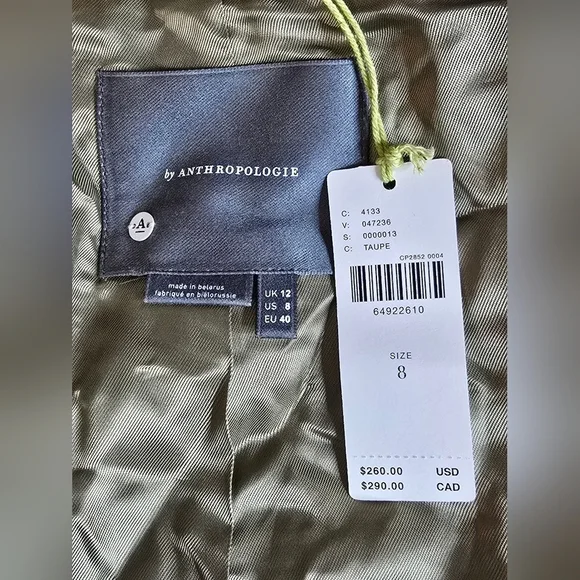 by ANTHROPOLOGIE
made in belarus
fabriqué en biélorussie
UK 12
US 8
EU 40
C: 4133
V: 047236
S: 0000013
C: TAUPE
CP2852 0004
64922610
SIZE
8
$260.00 USD
$290.00 CAD